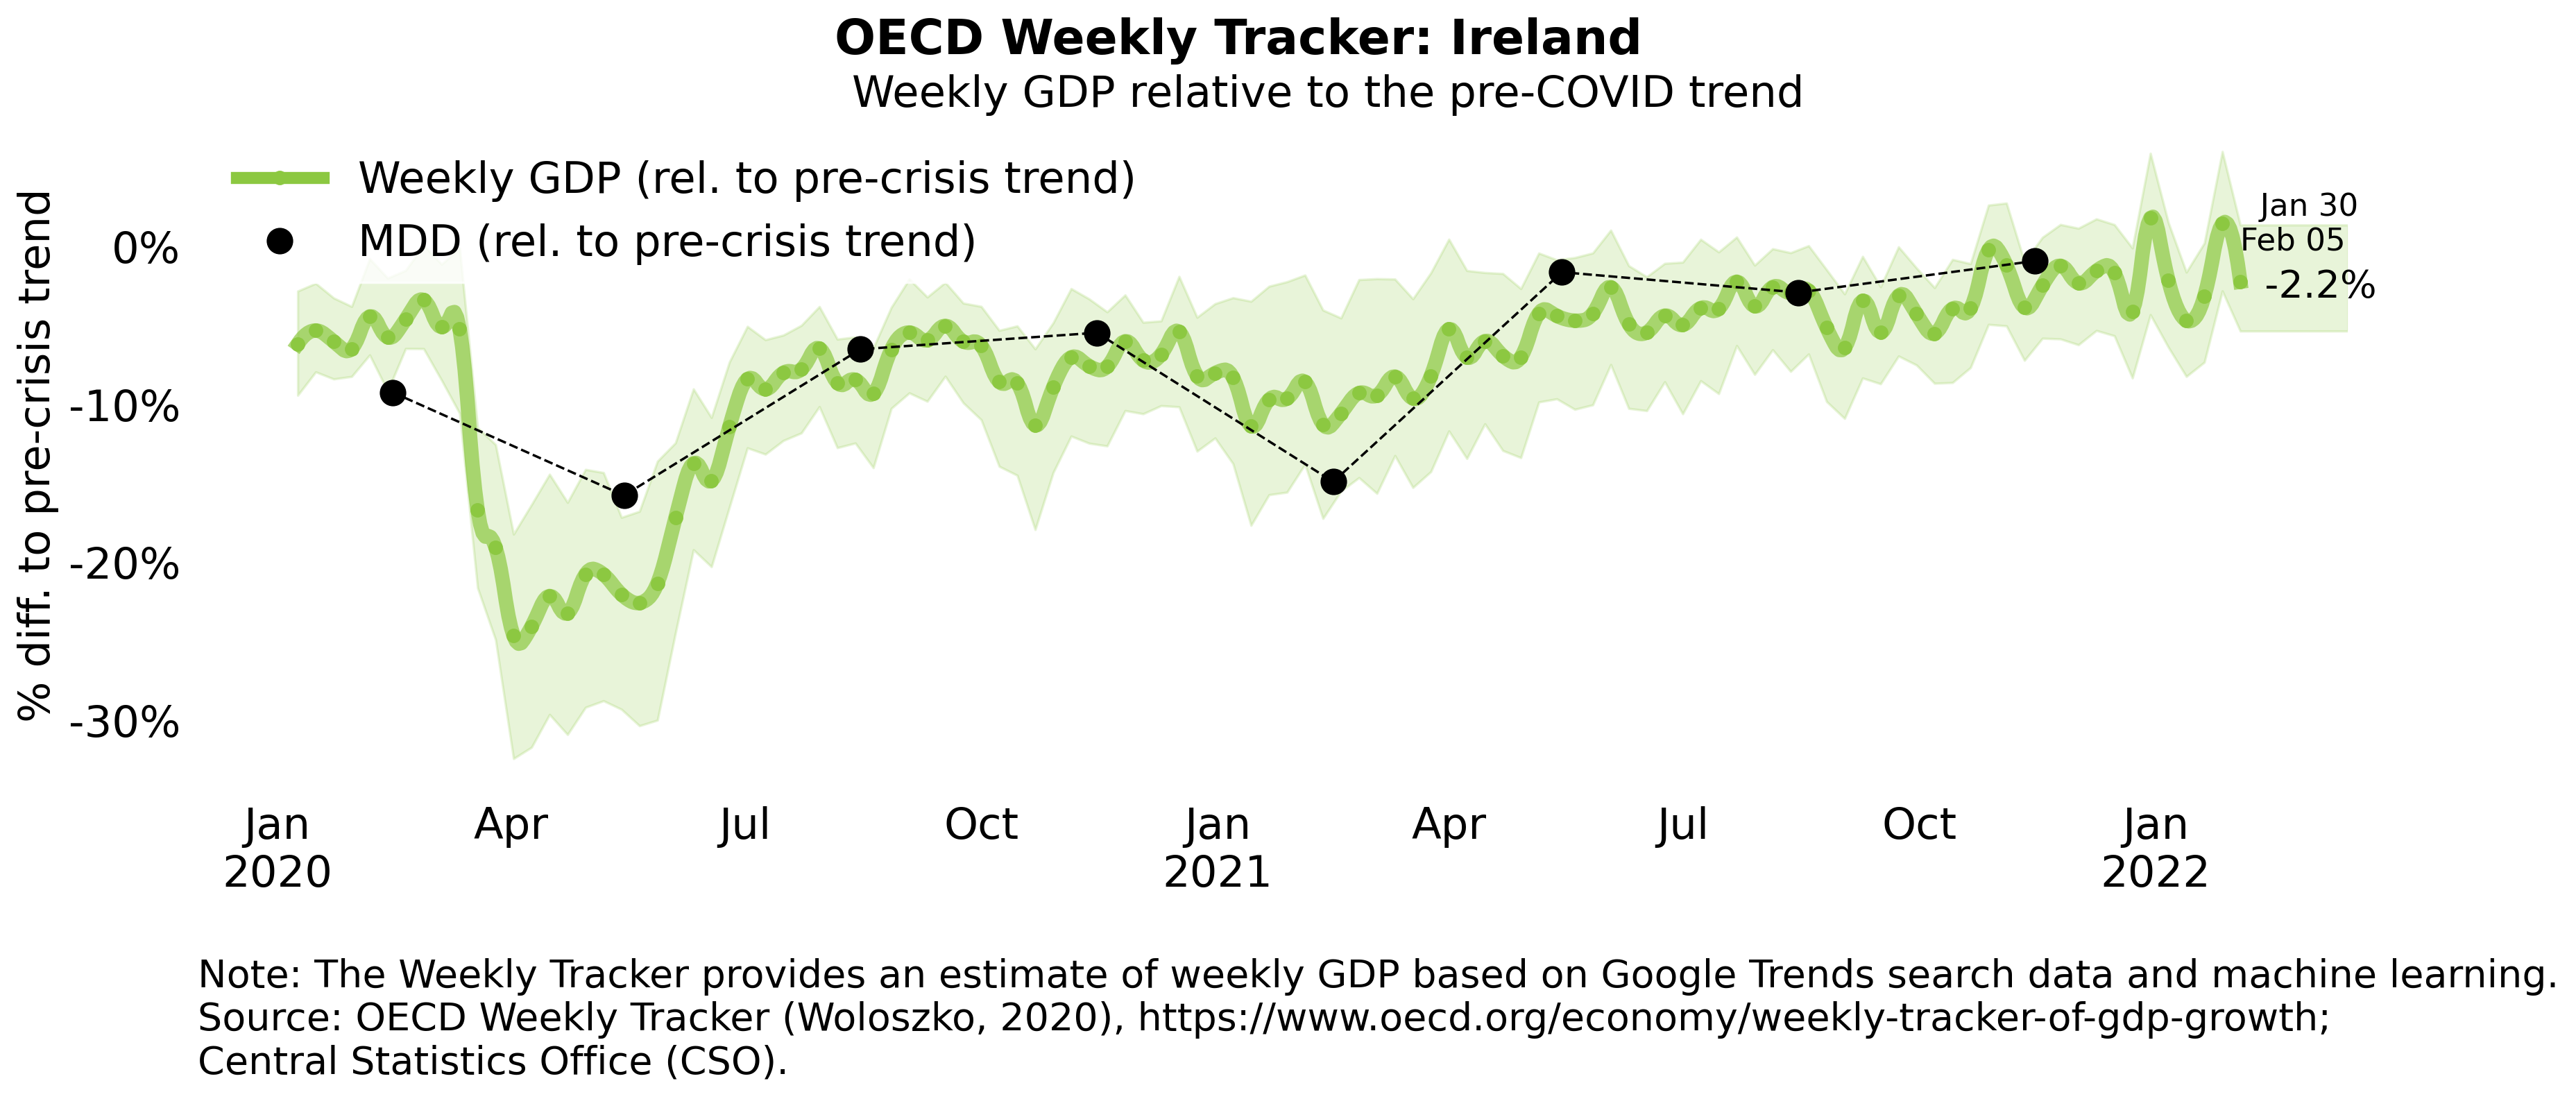 OECD Weekly Tracker: Ireland
Weekly GDP relative to the pre-COVID trend
Weekly GDP (rel. to pre-crisis trend)
MDD (rel. to pre-crisis trend)
% diff. to pre-crisis trend
0%
-10%
-20%
-30%
Jan 30
Feb 05
-2.2%
Jan Apr Jul Oct Jan Apr Jul Oct Jan
2020 2021 2022
Note: The Weekly Tracker provides an estimate of weekly GDP based on Google Trends search data and machine learning.
Source: OECD Weekly Tracker (Woloszko, 2020), https://www.oecd.org/economy/weekly-tracker-of-gdp-growth;
Central Statistics Office (CSO).